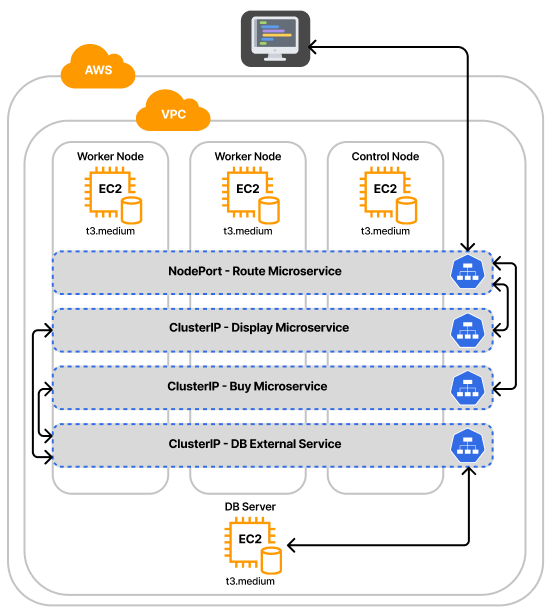 AWS
VPC
Worker Node
Worker Node
Control Node
EC2
EC2
EC2
t3.medium
t3.medium
t3.medium
NodePort - Route Microservice
ClusterIP - Display Microservice
ClusterIP - Buy Microservice
ClusterIP - DB External Service
DB Server
EC2
t3.medium